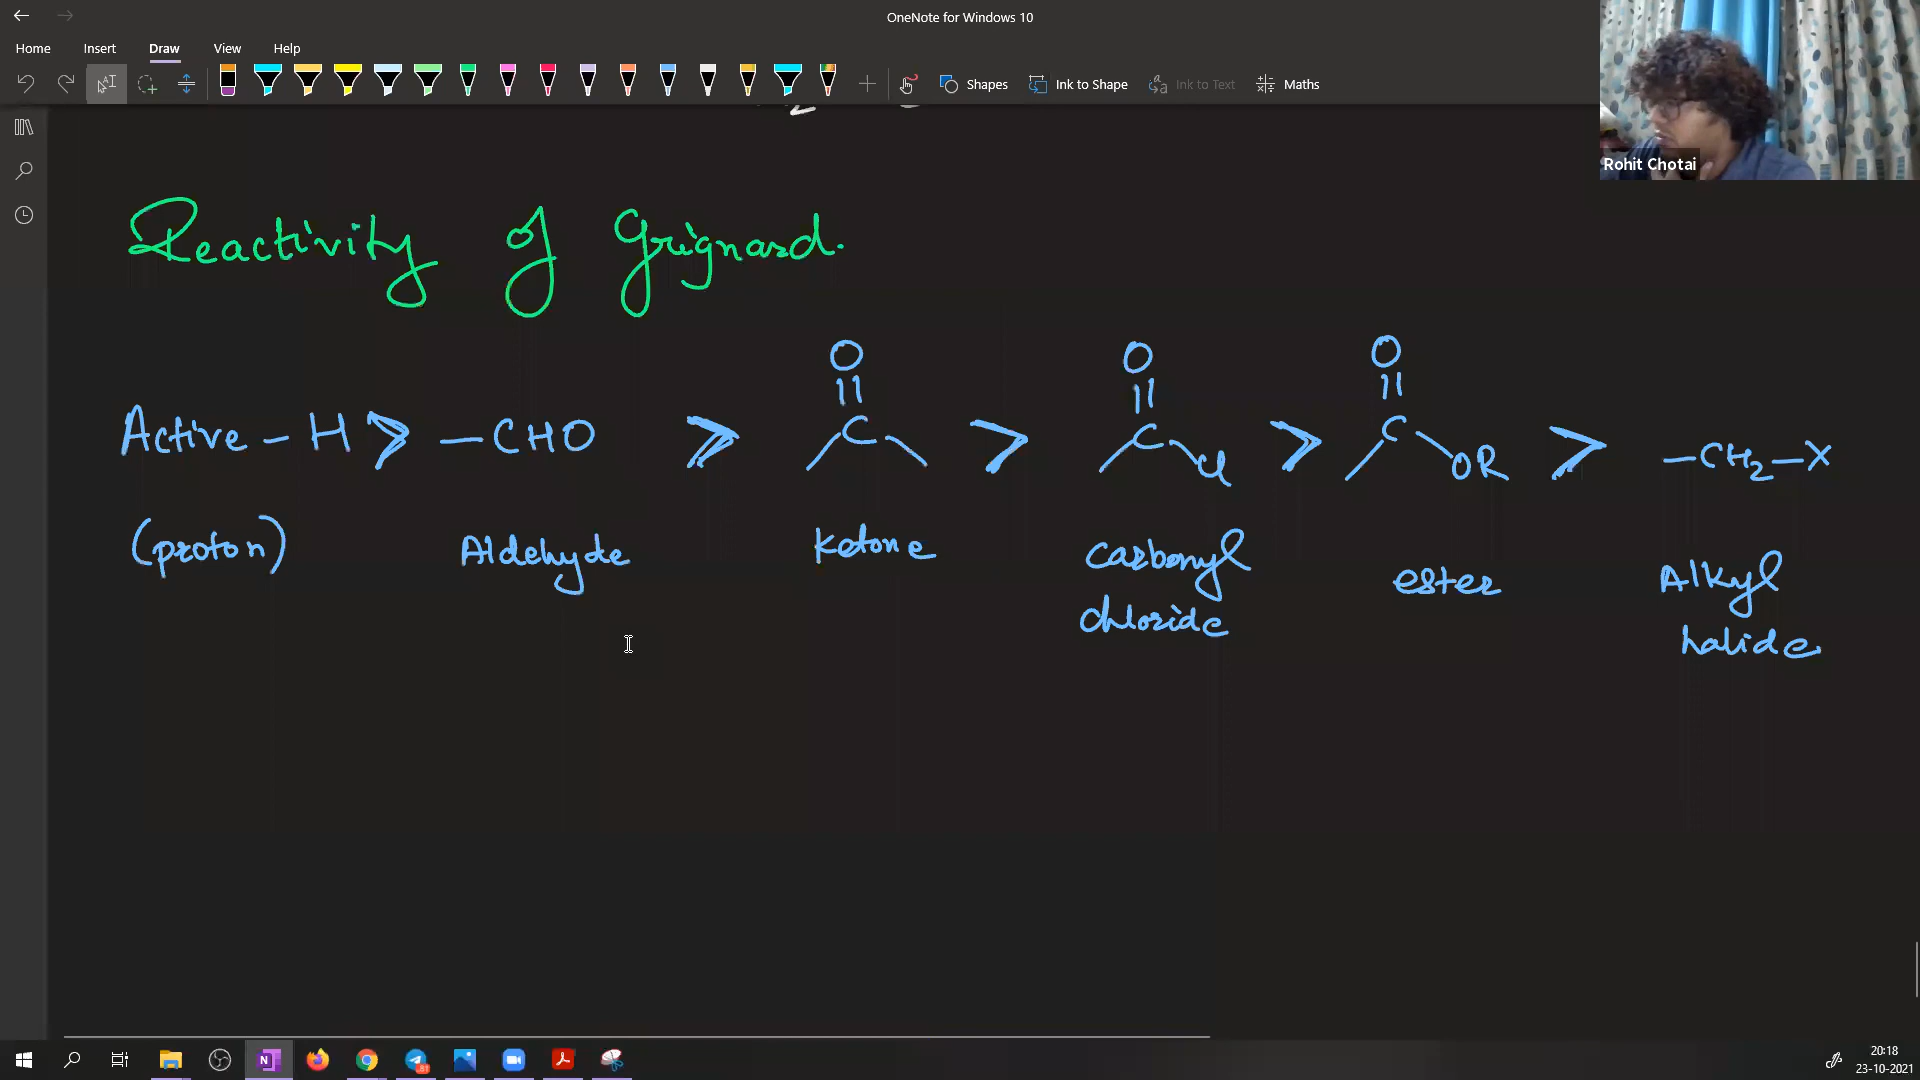 OneNote for Windows 10
Home Insert Draw View Help
Shapes Ink to Shape Ink to Text Maths
Rohit Chotai
Reactivity of Grignard.
O O O
|| || ||
Active - H > -CHO > C > C Cl > C OR > -CH2-X
(proton) Aldehyde Ketone carbonyl chloride ester Alkyl halide
20:18
23-10-2021